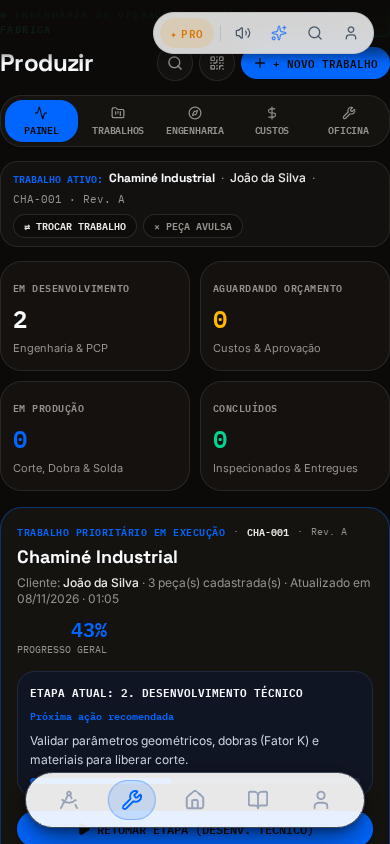 FÁBRICA
✦ PRO
Produzir
+ + NOVO TRABALHO
PAINEL
TRABALHOS
ENGENHARIA
CUSTOS
OFICINA
TRABALHO ATIVO: Chaminé Industrial · João da Silva ·
CHA-001 · Rev. A
⇄ TROCAR TRABALHO
× PEÇA AVULSA
EM DESENVOLVIMENTO
2
Engenharia & PCP
AGUARDANDO ORÇAMENTO
0
Custos & Aprovação
EM PRODUÇÃO
0
Corte, Dobra & Solda
CONCLUÍDOS
0
Inspecionados & Entregues
TRABALHO PRIORITÁRIO EM EXECUÇÃO · CHA-001 · Rev. A
Chaminé Industrial
Cliente: João da Silva · 3 peça(s) cadastrada(s) · Atualizado em
08/11/2026 · 01:05
43%
PROGRESSO GERAL
ETAPA ATUAL: 2. DESENVOLVIMENTO TÉCNICO
Próxima ação recomendada
Validar parâmetros geométricos, dobras (Fator K) e
materiais para liberar corte.
▶ RETOMAR ETAPA (DESENV. TÉCNICO)